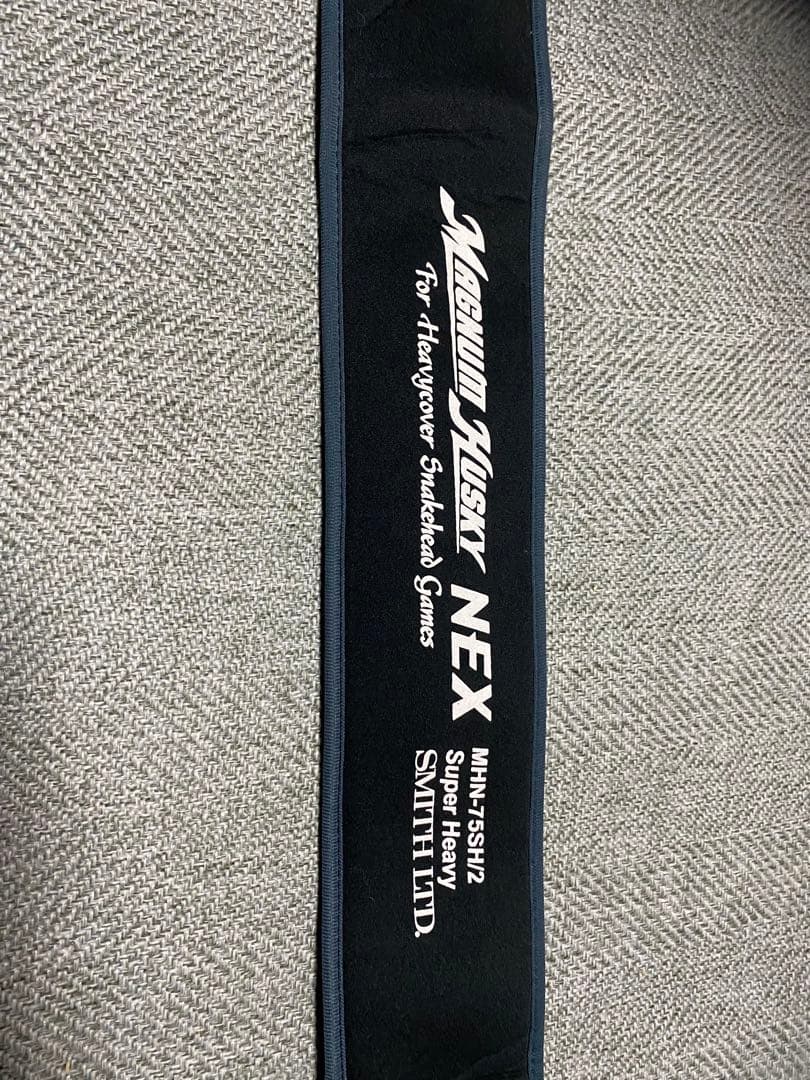 MAGNUM HUSKY NEX
For Heavycover Snakehead Games
MHN-75SH/2
Super Heavy
SMITH LTD.